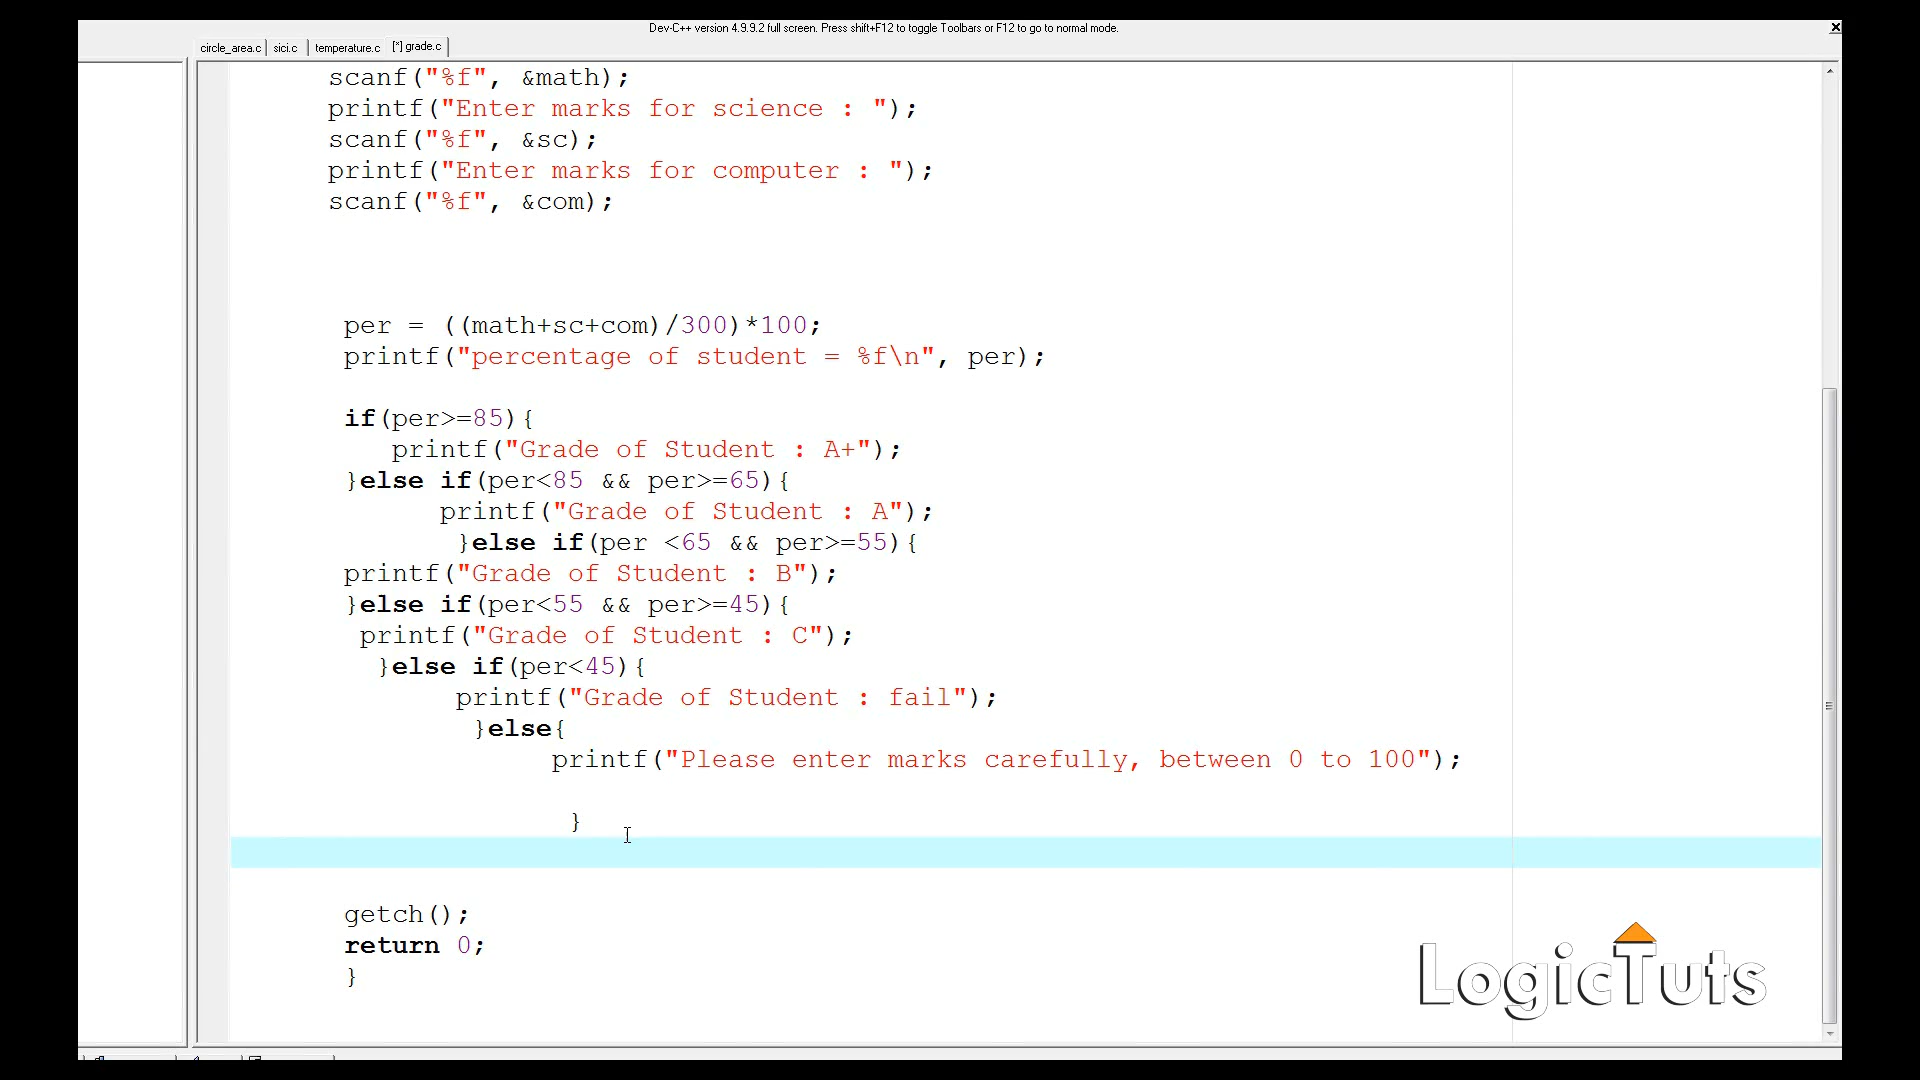 Dev-C++ version 4.9.9.2 full screen. Press shift+F12 to toggle Toolbars or F12 to go to normal mode.
circle_area.c sici.c temperature.c [*] grade.c
scanf("%f", &math);
printf("Enter marks for science : ");
scanf("%f", &sc);
printf("Enter marks for computer : ");
scanf("%f", &com);
per = ((math+sc+com)/300)*100;
printf("percentage of student = %f\n", per);
if(per>=85){
printf("Grade of Student : A+");
}else if(per<85 && per>=65){
printf("Grade of Student : A");
}else if(per <65 && per>=55){
printf("Grade of Student : B");
}else if(per<55 && per>=45){
printf("Grade of Student : C");
}else if(per<45){
printf("Grade of Student : fail");
}else{
printf("Please enter marks carefully, between 0 to 100");
}
getch();
return 0;
}
LogicTuts